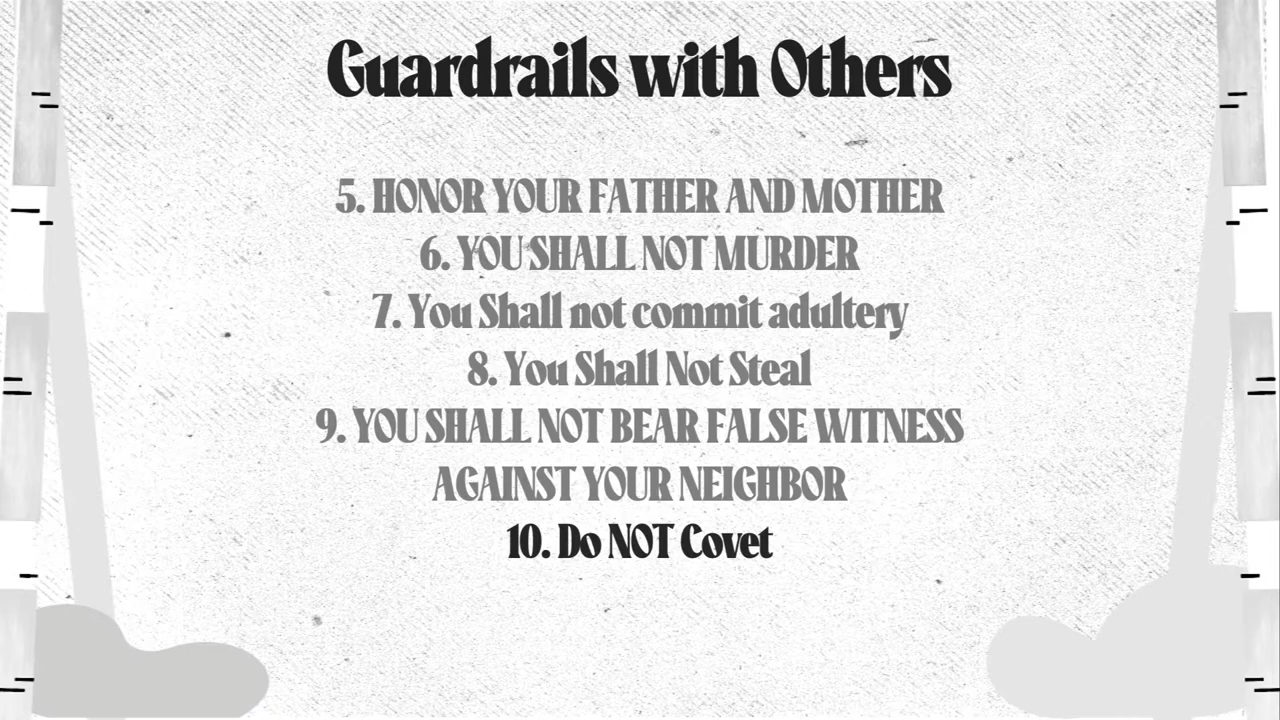 Guardrails with Others
5. HONOR YOUR FATHER AND MOTHER
6. YOU SHALL NOT MURDER
7. You Shall not commit adultery
8. You Shall Not Steal
9. YOU SHALL NOT BEAR FALSE WITNESS
AGAINST YOUR NEIGHBOR
10. Do NOT Covet